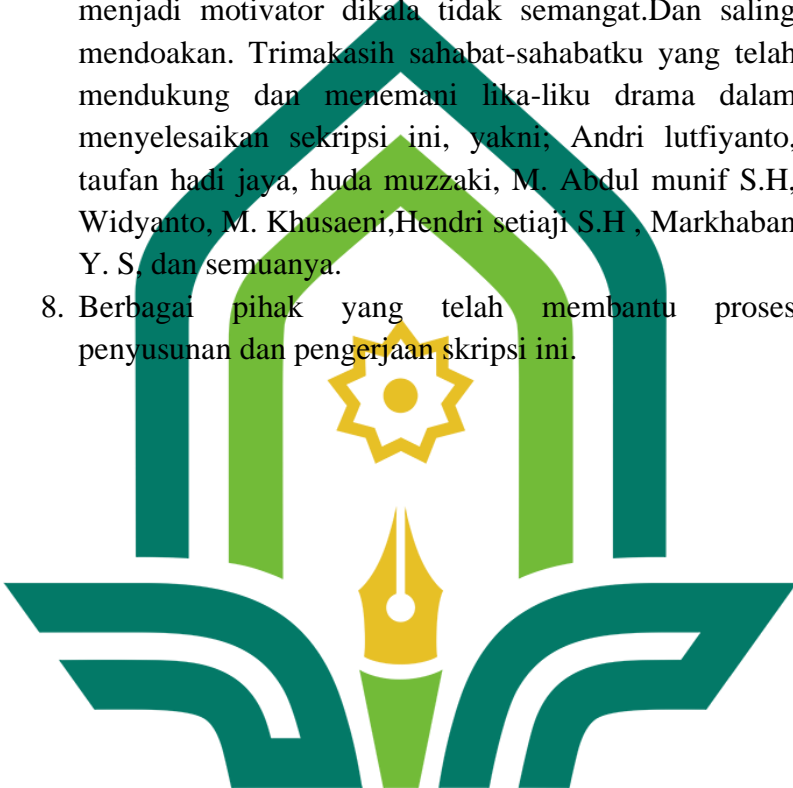 menjadi motivator dikala tidak semangat.Dan saling
mendoakan. Trimakasih sahabat-sahabatku yang telah
mendukung dan menemani lika-liku drama dalam
menyelesaikan sekripsi ini, yakni; Andri lutfiyanto,
taufan hadi jaya, huda muzzaki, M. Abdul munif S.H,
Widyanto, M. Khusaeni,Hendri setiaji S.H , Markhaban
Y. S, dan semuanya.
8. Berbagai pihak yang telah membantu proses
penyusunan dan pengerjaan skripsi ini.